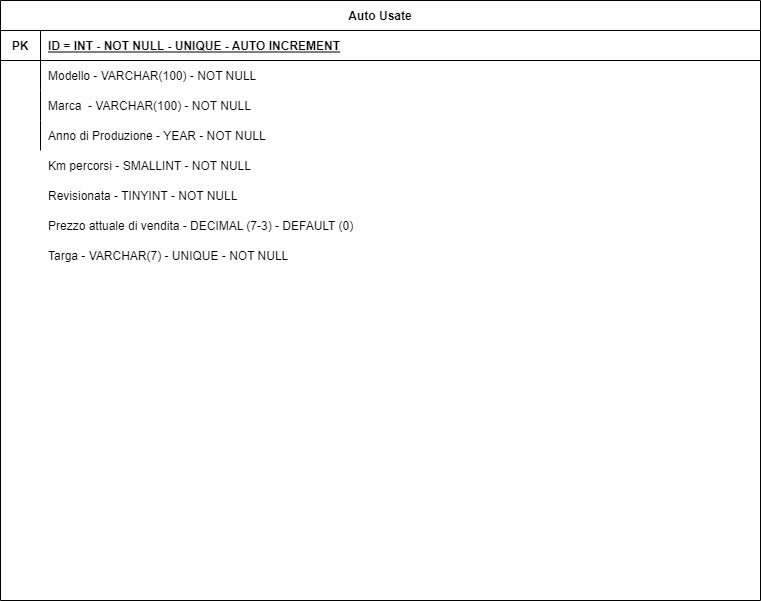 Auto Usate
PK ID = INT - NOT NULL - UNIQUE - AUTO INCREMENT
Modello - VARCHAR(100) - NOT NULL
Marca  - VARCHAR(100) - NOT NULL
Anno di Produzione - YEAR - NOT NULL
Km percorsi - SMALLINT - NOT NULL
Revisionata - TINYINT - NOT NULL
Prezzo attuale di vendita - DECIMAL (7-3) - DEFAULT (0)
Targa - VARCHAR(7) - UNIQUE - NOT NULL